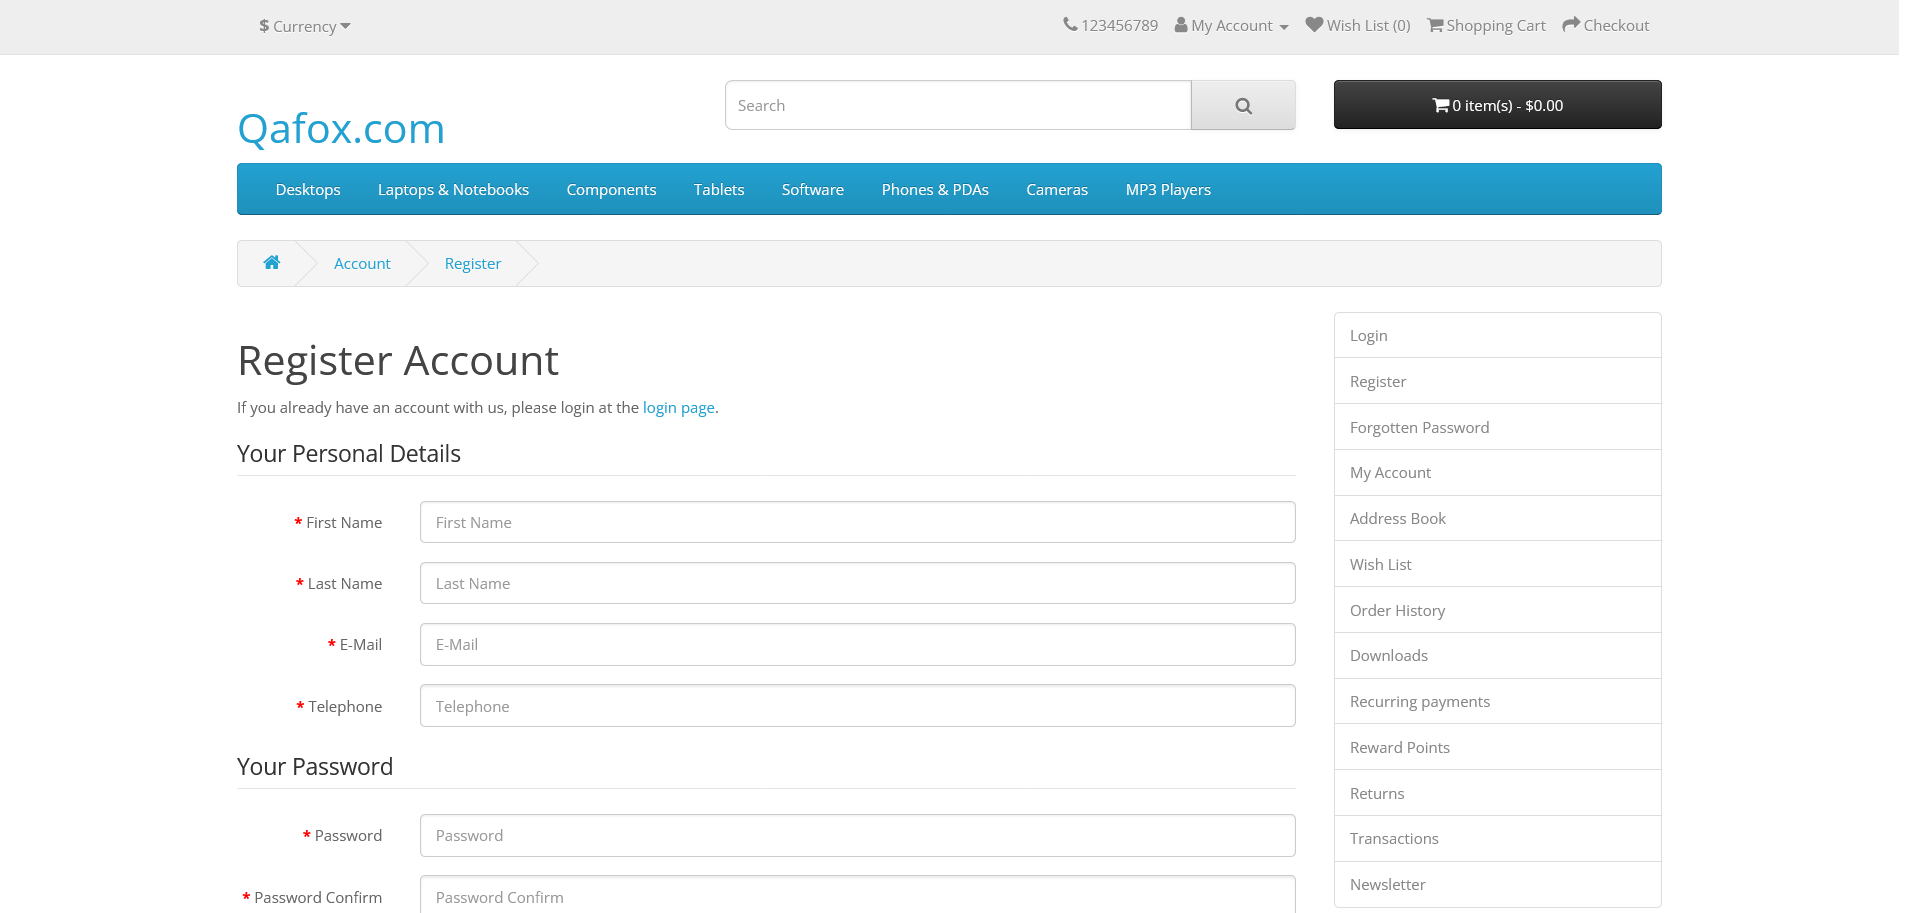 $ Currency
123456789 My Account Wish List (0) Shopping Cart Checkout
Qafox.com
Search
0 item(s) - $0.00
Desktops Laptops & Notebooks Components Tablets Software Phones & PDAs Cameras MP3 Players
Account Register
Register Account
If you already have an account with us, please login at the login page.
Your Personal Details
* First Name First Name
* Last Name Last Name
* E-Mail E-Mail
* Telephone Telephone
Your Password
* Password Password
* Password Confirm Password Confirm
Login
Register
Forgotten Password
My Account
Address Book
Wish List
Order History
Downloads
Recurring payments
Reward Points
Returns
Transactions
Newsletter